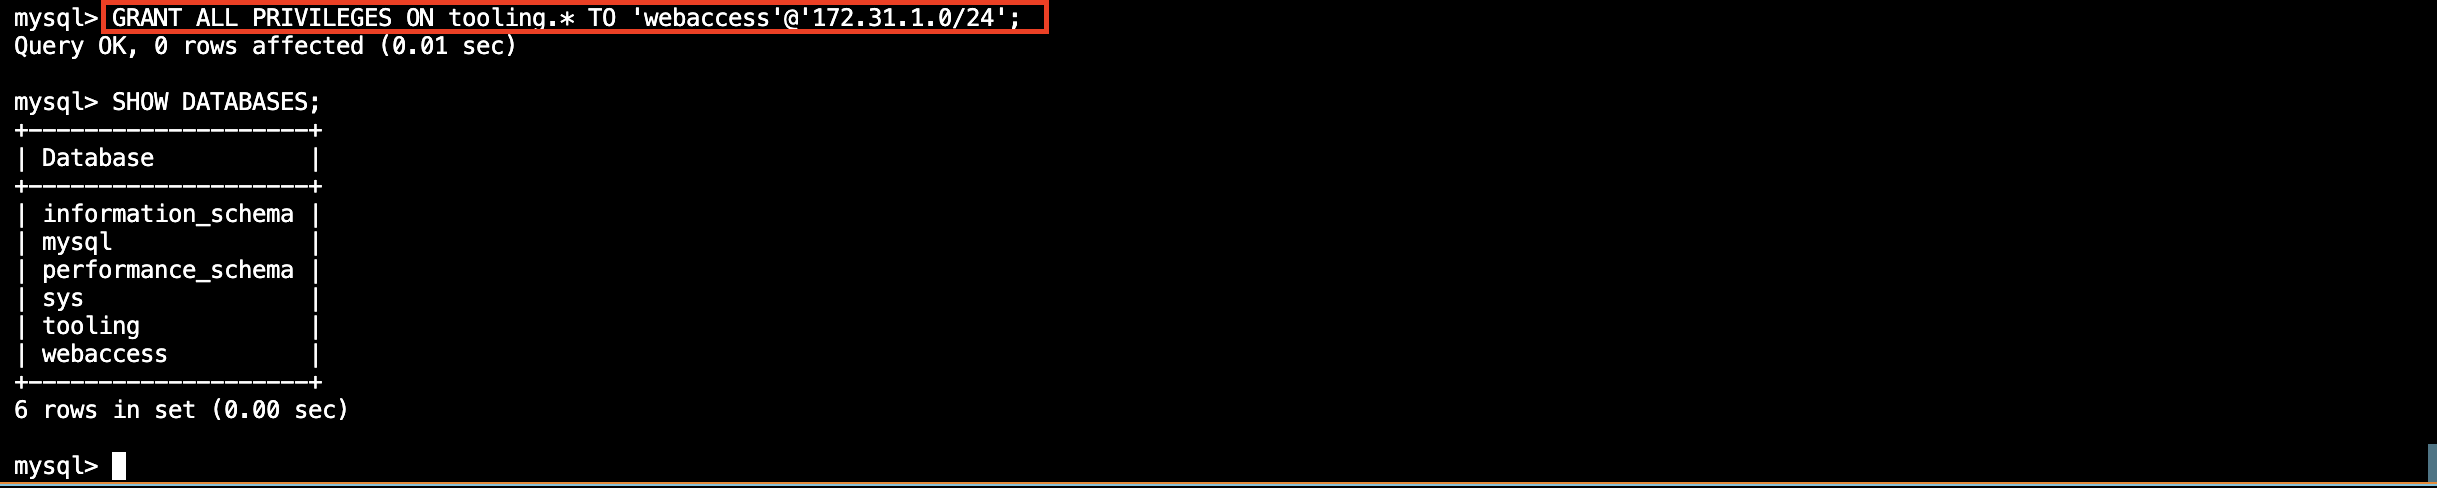 mysql> GRANT ALL PRIVILEGES ON tooling.* TO 'webaccess'@'172.31.1.0/24';
Query OK, 0 rows affected (0.01 sec)
mysql> SHOW DATABASES;
+--------------------+
| Database           |
+--------------------+
| information_schema |
| mysql              |
| performance_schema |
| sys                |
| tooling            |
| webaccess          |
+--------------------+
6 rows in set (0.00 sec)
mysql>